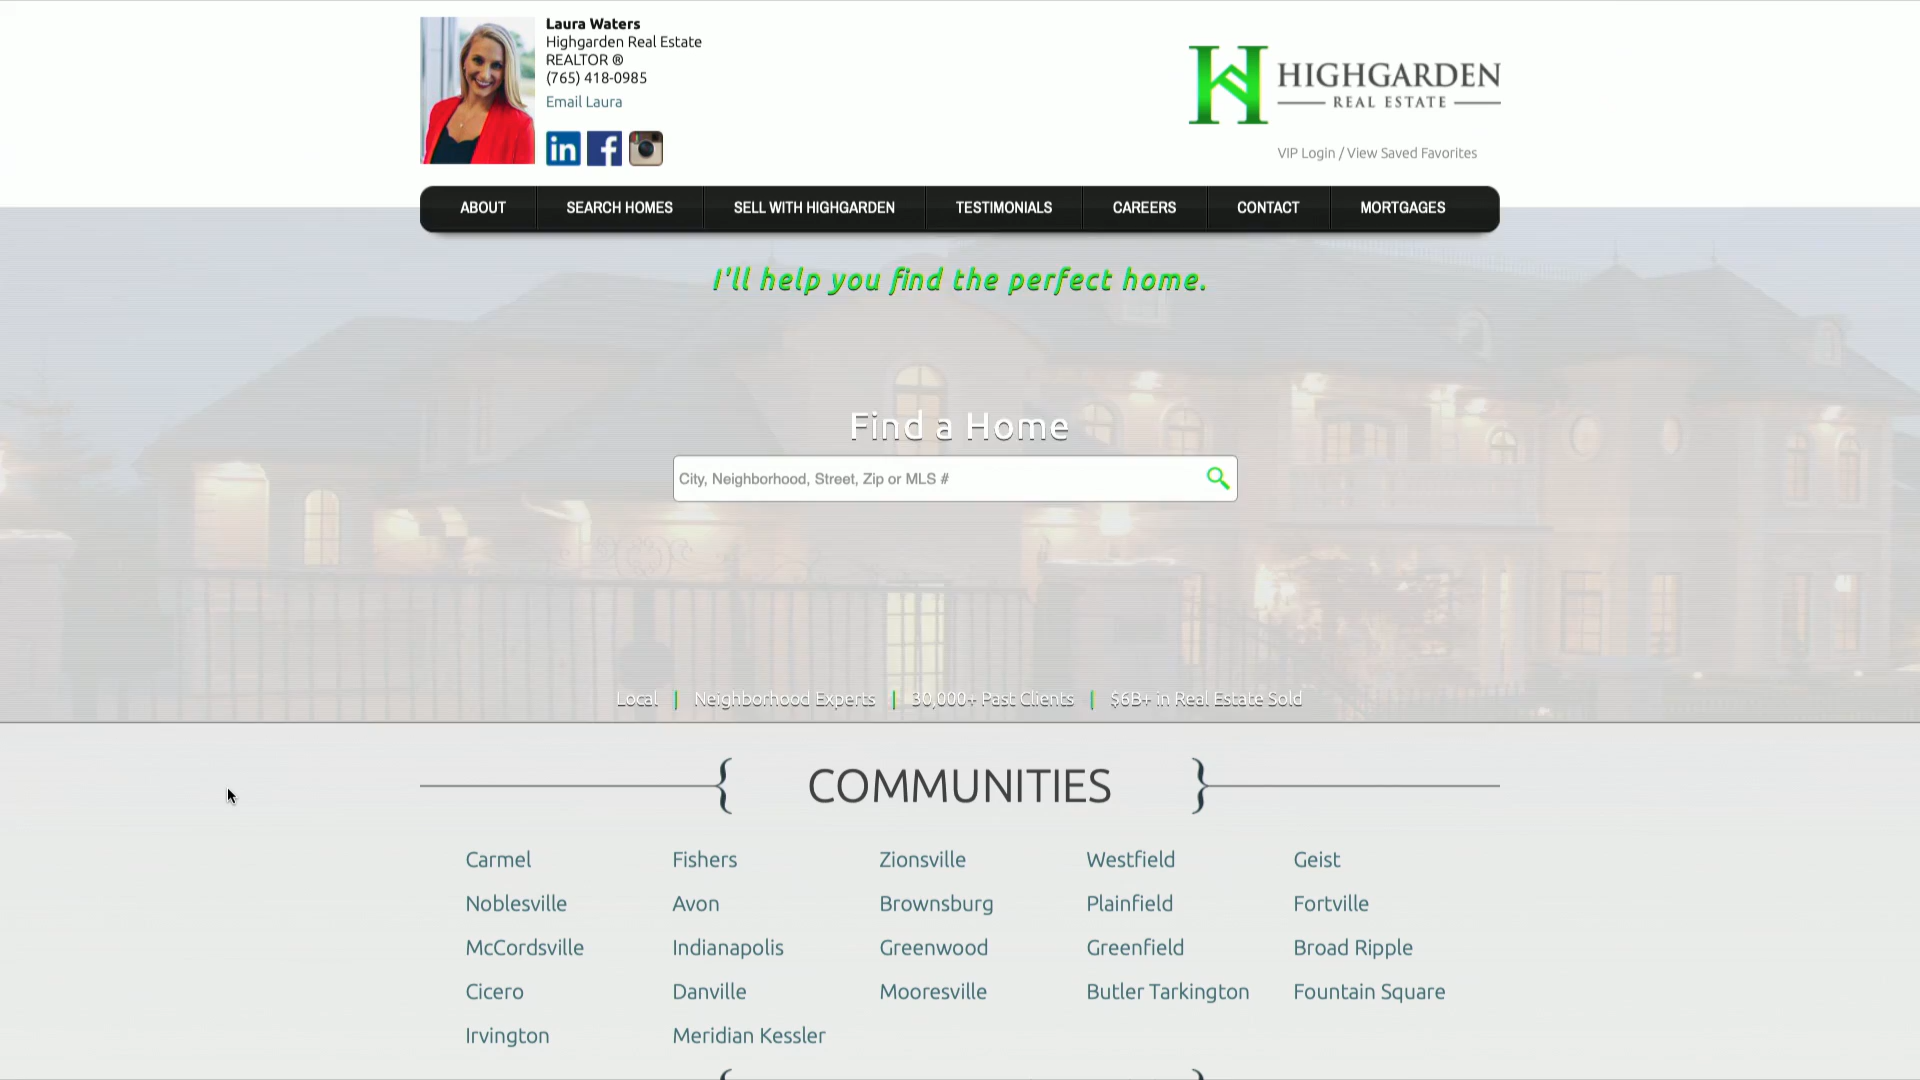 Laura Waters
Highgarden Real Estate
REALTOR ®
(765) 418-0985
Email Laura
in f
H HIGHGARDEN
REAL ESTATE
VIP Login / View Saved Favorites
ABOUT SEARCH HOMES SELL WITH HIGHGARDEN TESTIMONIALS CAREERS CONTACT MORTGAGES
I'll help you find the perfect home.
Find a Home
City, Neighborhood, Street, Zip or MLS #
Local | Neighborhood Experts | 30,000+ Past Clients | $6B+ in Real Estate Sold
{ COMMUNITIES }
Carmel Fishers Zionsville Westfield Geist
Noblesville Avon Brownsburg Plainfield Fortville
McCordsville Indianapolis Greenwood Greenfield Broad Ripple
Cicero Danville Mooresville Butler Tarkington Fountain Square
Irvington Meridian Kessler